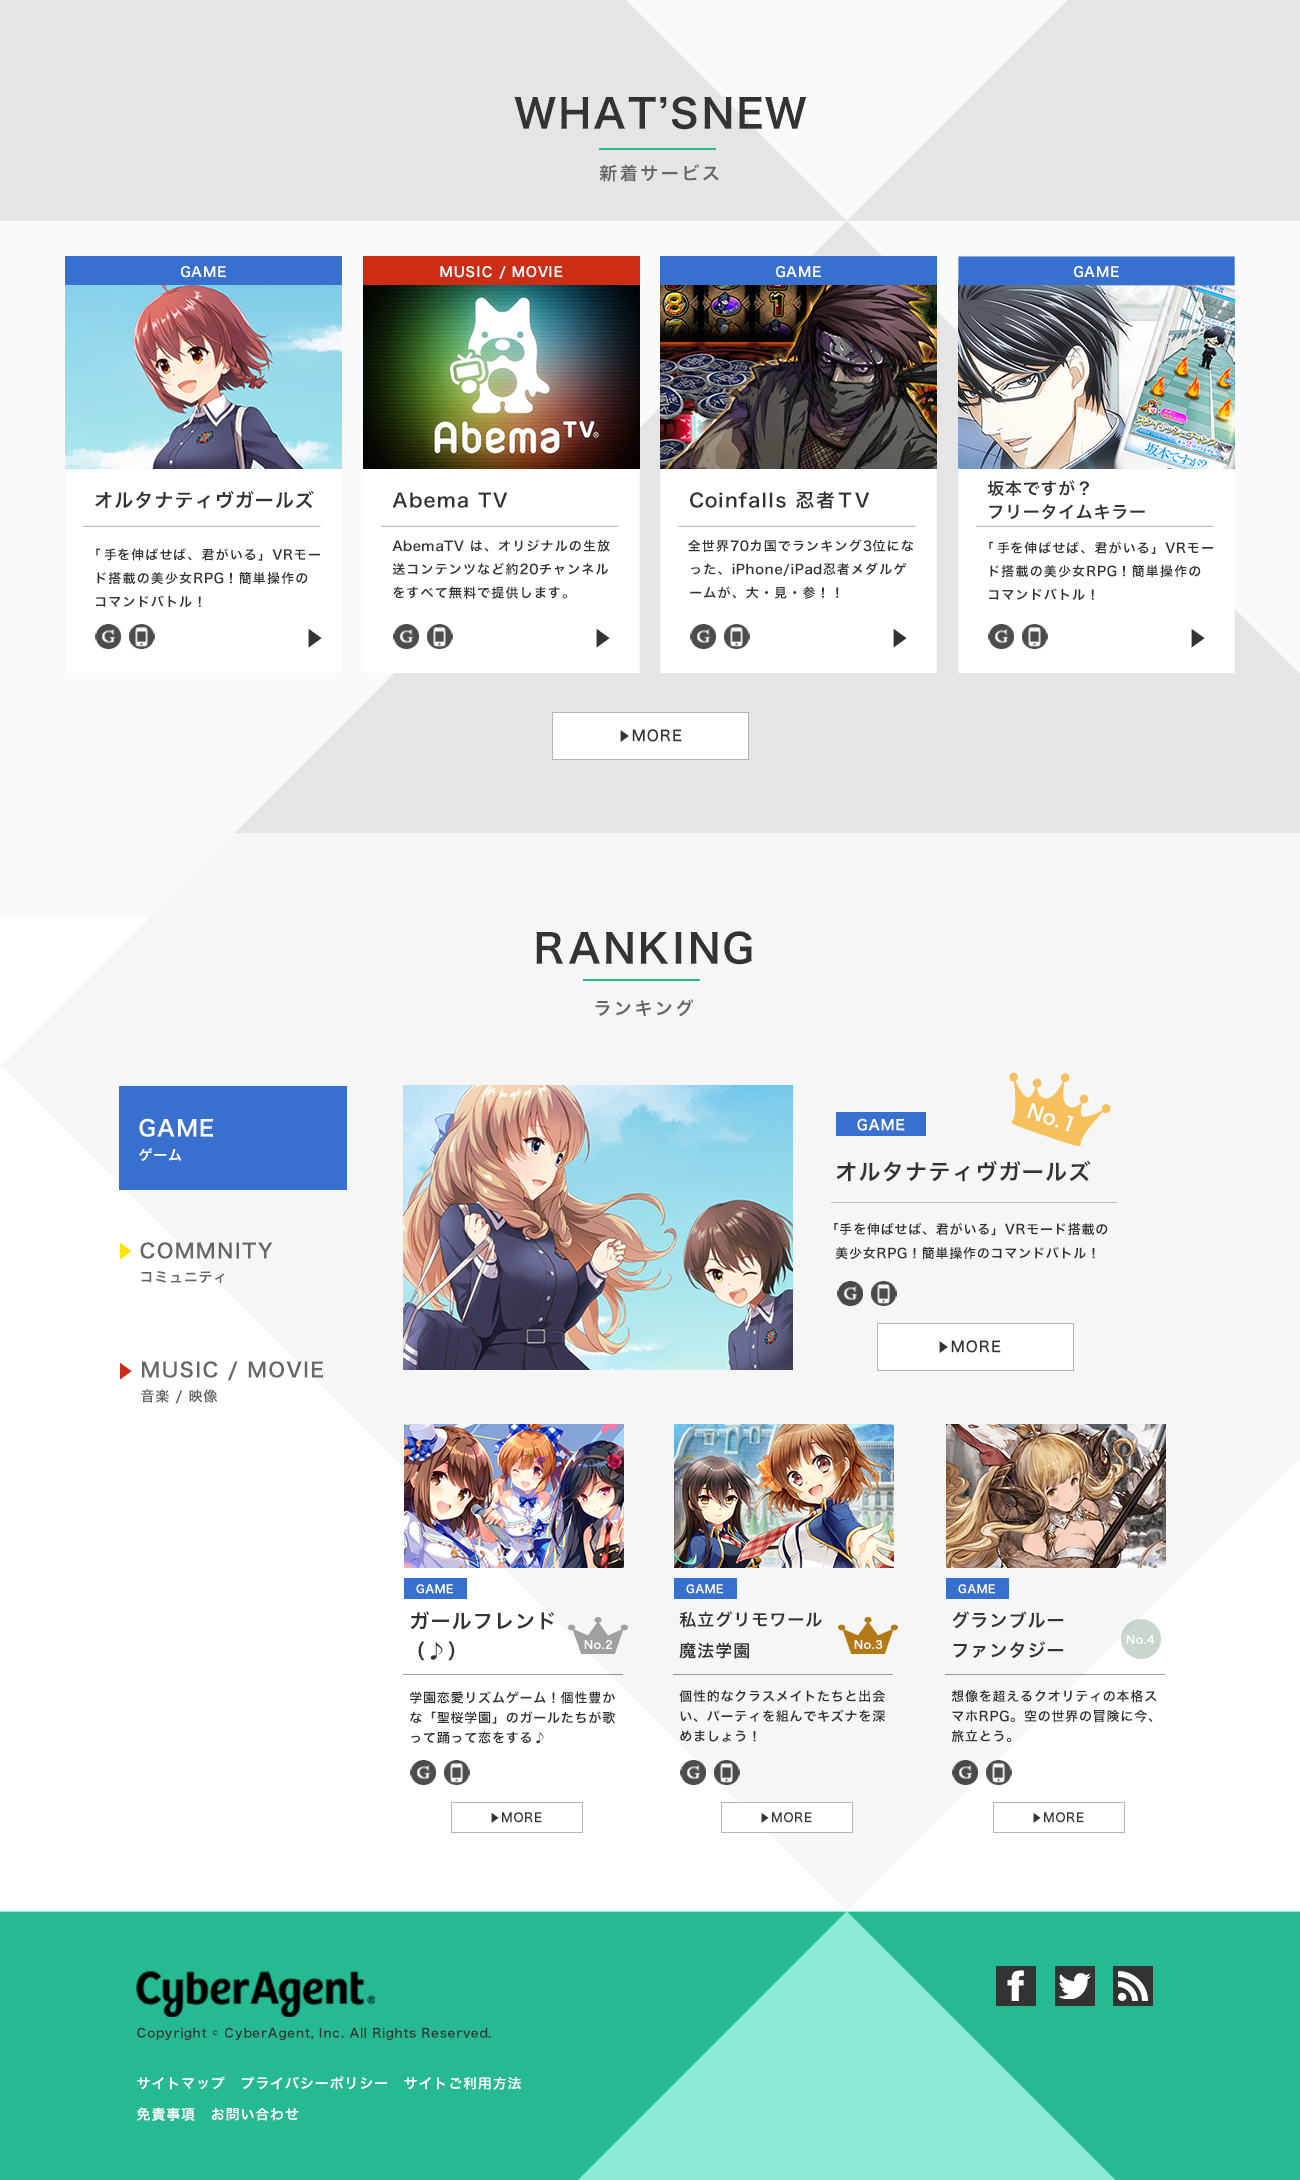 WHAT'SNEW
新着サービス
GAME
MUSIC / MOVIE
GAME
GAME
8
1
7
スタイリッシュチャンス
坂本ですが?
AbemaTV®
オルタナティヴガールズ
「手を伸ばせば、君がいる」VRモー
ド搭載の美少女RPG！簡単操作の
コマンドバトル！
G
Abema TV
AbemaTV は、オリジナルの生放
送コンテンツなど約20チャンネル
をすべて無料で提供します。
G
Coinfalls 忍者TV
全世界70カ国でランキング3位にな
った、iPhone/iPad忍者メダルゲ
ームが、大・見・参！！
G
坂本ですが？
フリータイムキラー
「手を伸ばせば、君がいる」VRモー
ド搭載の美少女RPG！簡単操作の
コマンドバトル！
G
▶MORE
RANKING
ランキング
GAME
ゲーム
COMMNITY
コミュニティ
MUSIC / MOVIE
音楽 / 映像
No.1
GAME
オルタナティヴガールズ
「手を伸ばせば、君がいる」VRモード搭載の
美少女RPG！簡単操作のコマンドバトル！
G
▶MORE
GAME
ガールフレンド
（♪）
No.2
学園恋愛リズムゲーム！個性豊か
な「聖桜学園」のガールたちが歌
って踊って恋をする♪
G
▶MORE
GAME
私立グリモワール
魔法学園
No.3
個性的なクラスメイトたちと出会
い、パーティを組んでキズナを深
めましょう！
G
▶MORE
GAME
グランブルー
ファンタジー
No.4
想像を超えるクオリティの本格ス
マホRPG。空の世界の冒険に今、
旅立とう。
G
▶MORE
CyberAgent®
Copyright © CyberAgent, Inc. All Rights Reserved.
サイトマップ　プライバシーポリシー　サイトご利用方法
免責事項　お問い合わせ